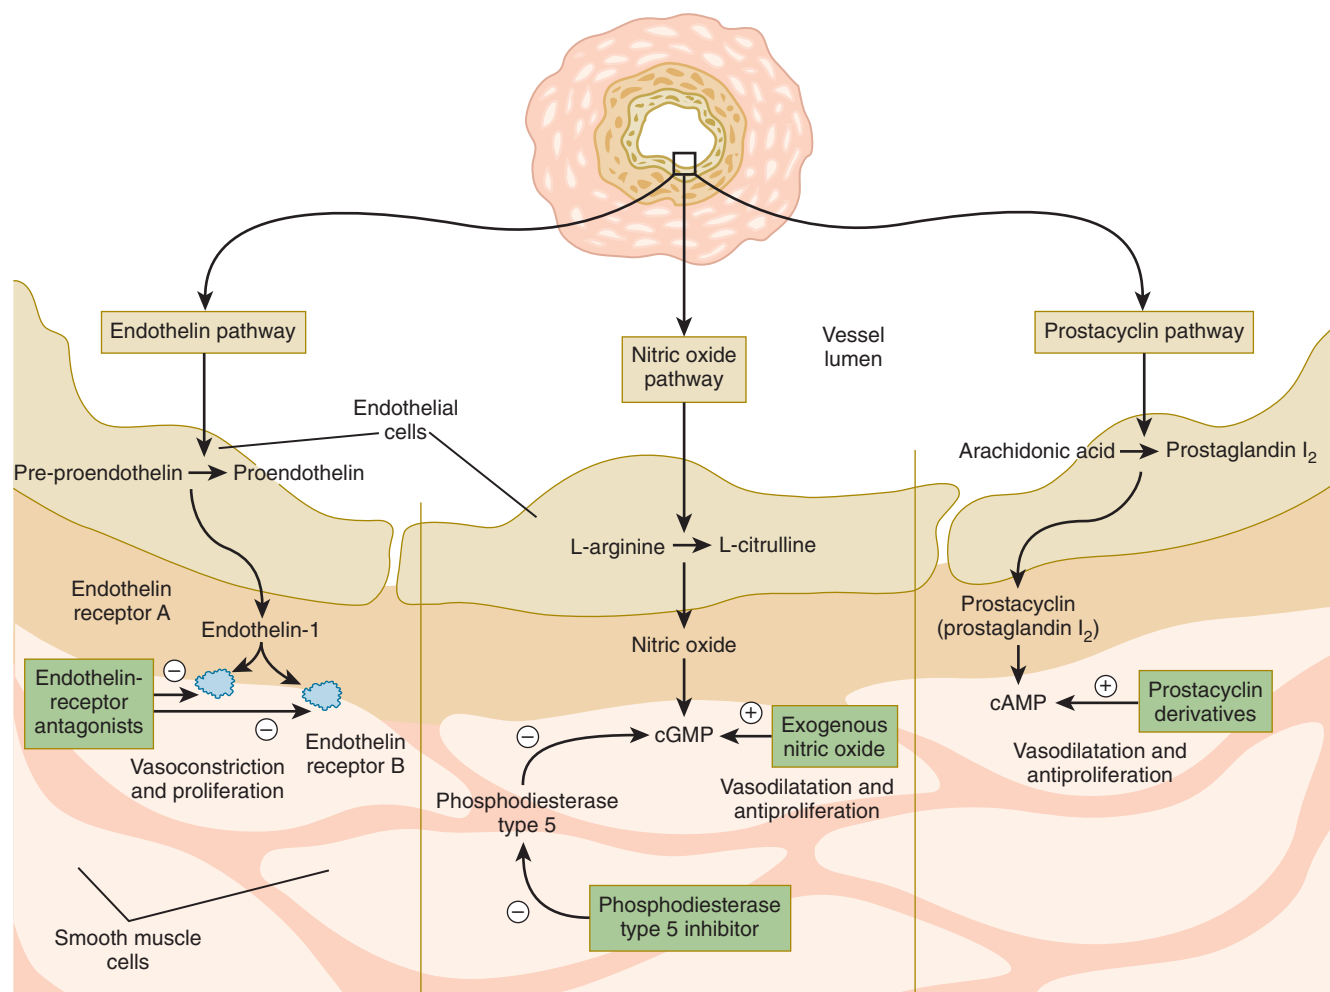 Endothelin pathway
Nitric oxide
pathway
Vessel
lumen
Prostacyclin pathway
Endothelial
cells
Pre-proendothelin
Proendothelin
Arachidonic acid
Prostaglandin I2
L-arginine
L-citrulline
Endothelin
receptor A
Endothelin-1
Nitric oxide
Prostacyclin
(prostaglandin I2)
Endothelin-
receptor
antagonists
−
−
Endothelin
receptor B
Vasoconstriction
and proliferation
−
cGMP
+
Exogenous
nitric oxide
Vasodilatation and
antiproliferation
cAMP
+
Prostacyclin
derivatives
Vasodilatation and
antiproliferation
Phosphodiesterase
type 5
−
Phosphodiesterase
type 5 inhibitor
Smooth muscle
cells